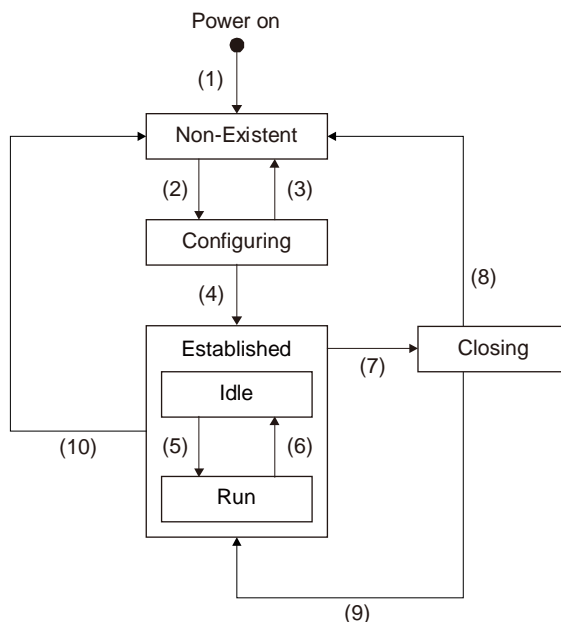 Power on
(1)
Non-Existent
(2)
(3)
Configuring
(4)
(8)
Established
Closing
(7)
Idle
(10)
(5)
(6)
Run
(9)